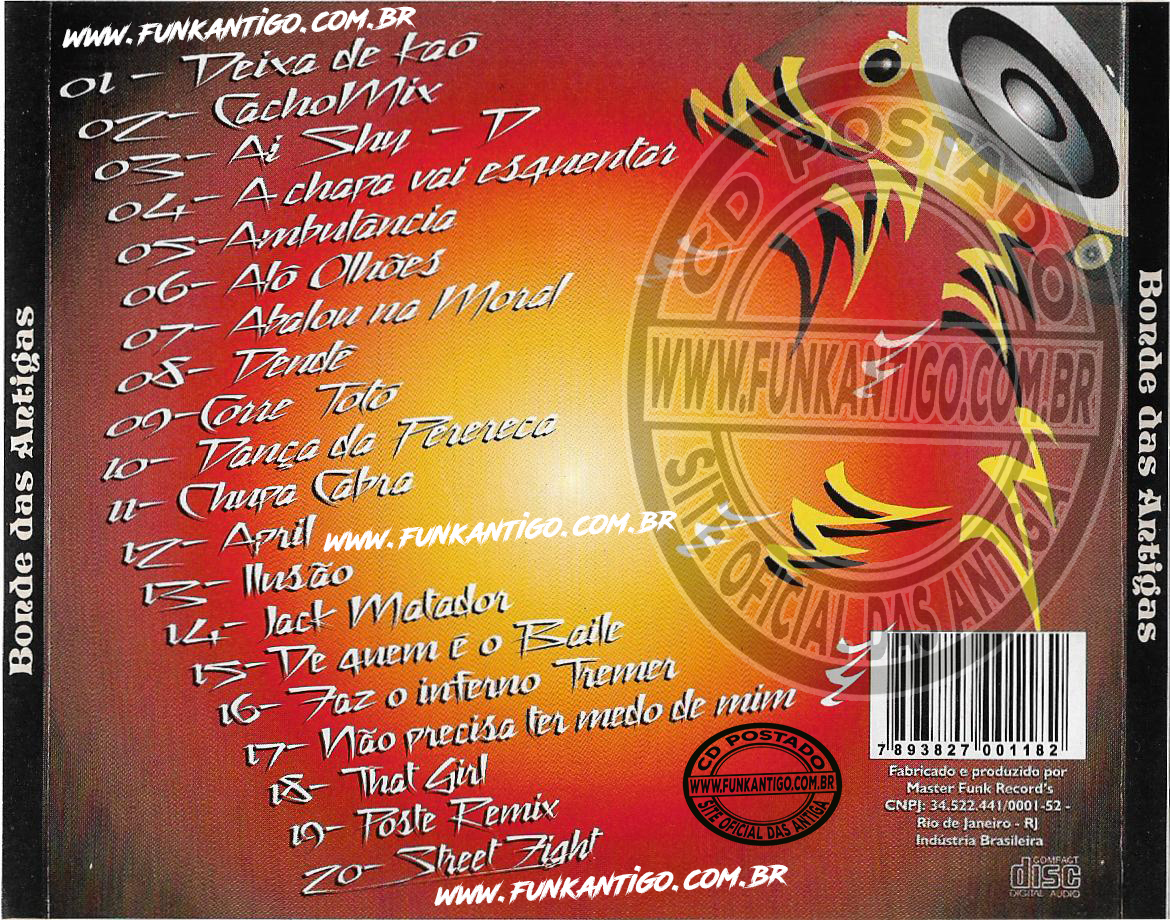 www.funkantigo.com.br
01 - Deixa de kaô
02 - CachoMix
03 - Ai Shy - D
04 - A chapa vai esquentar
05 - Ambulância
06 - Alô Olhões
07 - Abalou na Moral
08 - Dendê
09 - Corre Totó
10 - Dança da Perereca
11 - Chupa Cabra
12 - April
www.funkantigo.com.br
13 - Ilusão
14 - Jack Matador
15 - De quem é o Baile
16 - Faz o inferno Tremer
17 - Não precisa ter medo de mim
18 - That Girl
19 - Poste Remix
20 - Street Fight
www.funkantigo.com.br
Bonde das Antigas
Bonde das Antigas
CD POSTADO
WWW.FUNKANTIGO.COM.BR
SITE OFICIAL DAS ANTIGA
CD POSTADO
WWW.FUNKANTIGO.COM.BR
SITE OFICIAL DAS ANTIGA
7 893827 001182
Fabricado e produzido por
Master Funk Record's
CNPJ: 34.522.441/0001-52 -
Rio de Janeiro - RJ
Indústria Brasileira
COMPACT
disc
DIGITAL AUDIO